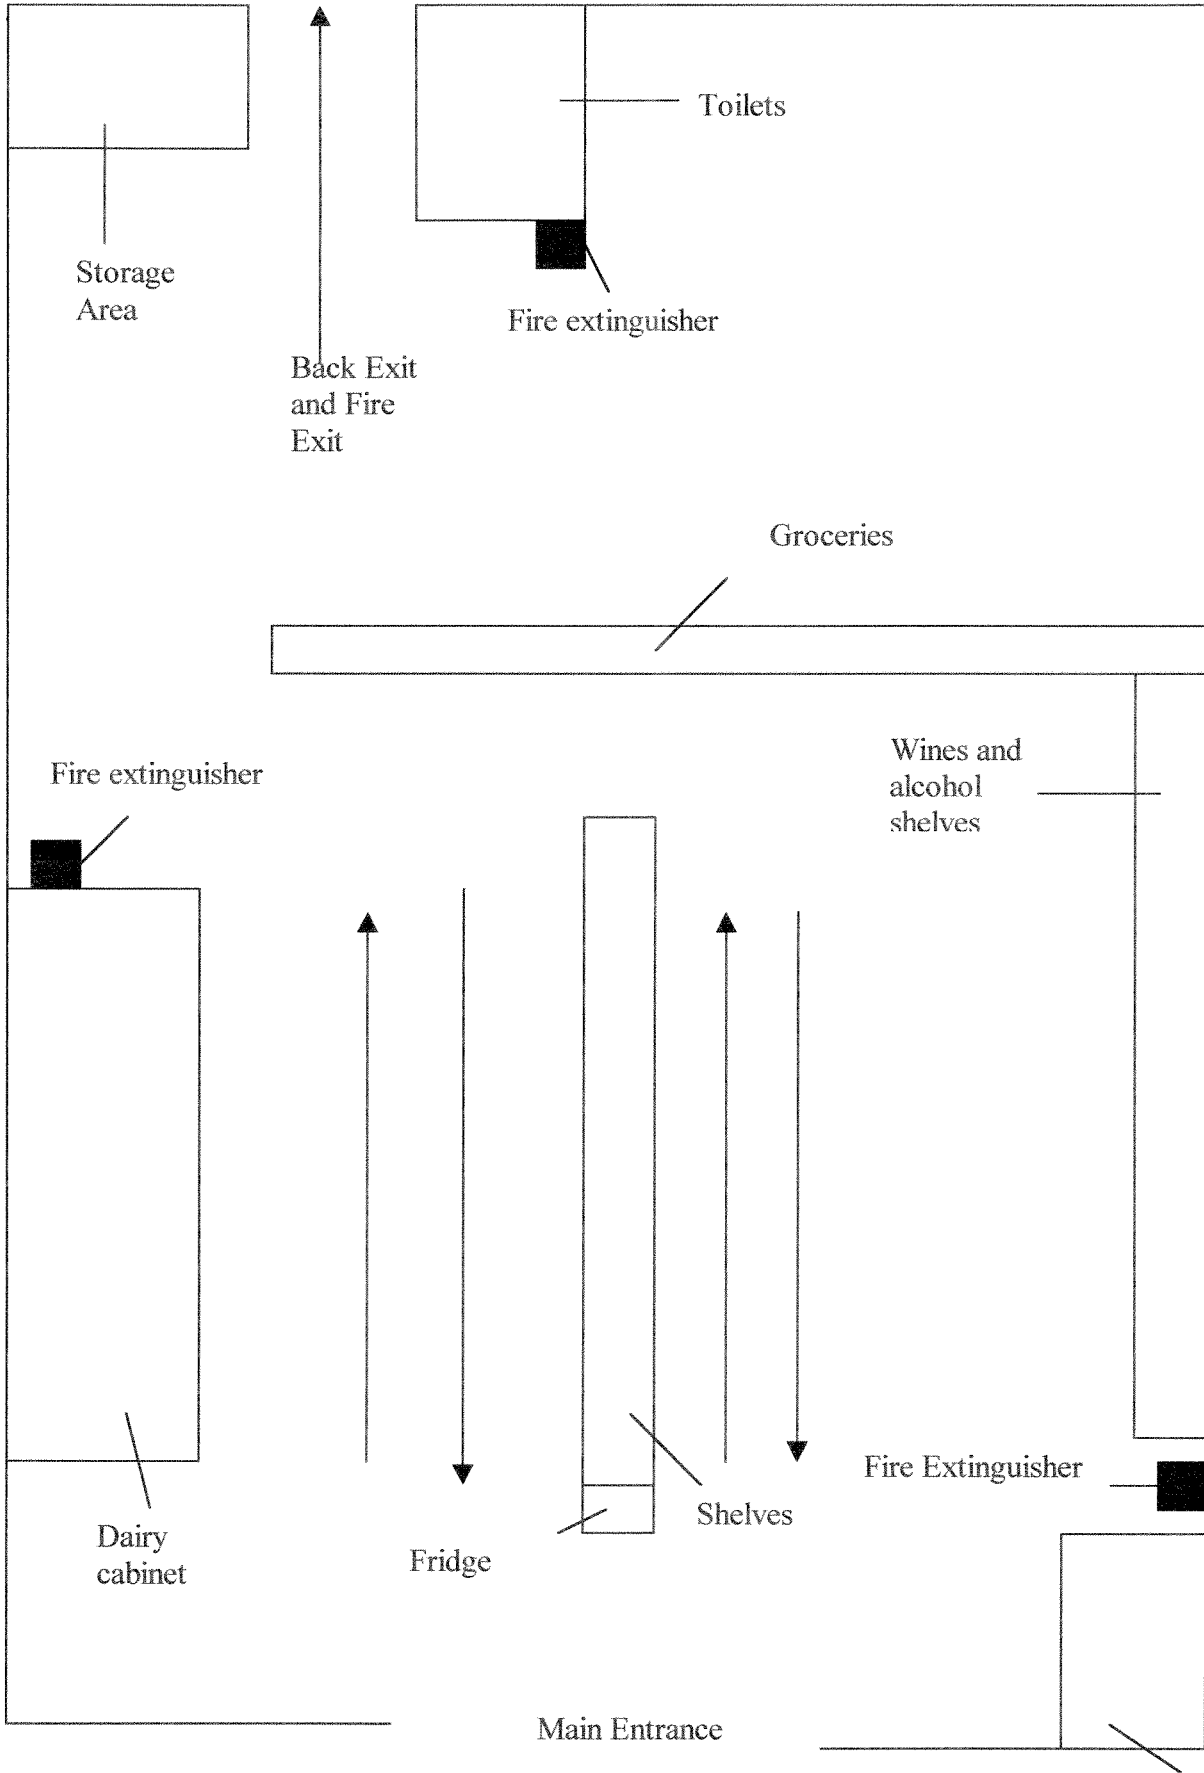 Toilets
Storage
Area
Fire extinguisher
Back Exit
and Fire
Exit
Groceries
Wines and
alcohol
shelves
Fire extinguisher
Fire Extinguisher
Shelves
Dairy
cabinet
Fridge
Main Entrance